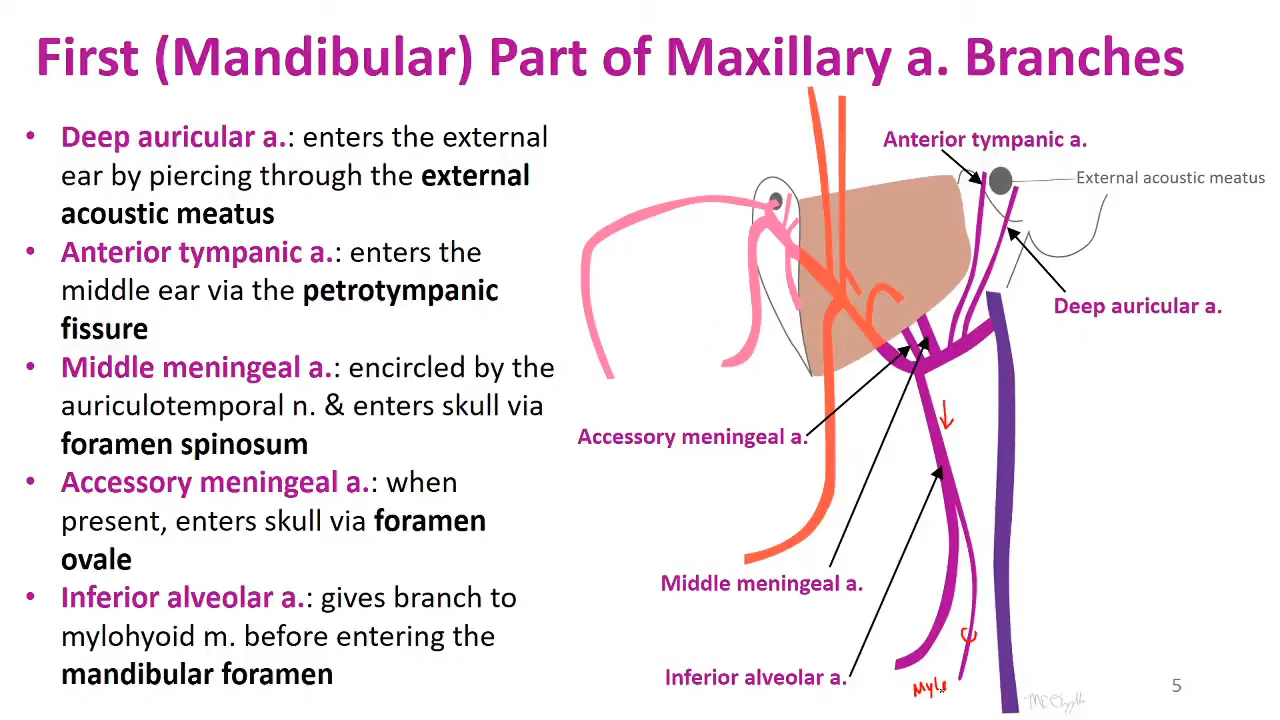 First (Mandibular) Part of Maxillary a. Branches
• Deep auricular a.: enters the external
ear by piercing through the external
acoustic meatus
• Anterior tympanic a.: enters the
middle ear via the petrotympanic
fissure
• Middle meningeal a.: encircled by the
auriculotemporal n. & enters skull via
foramen spinosum
• Accessory meningeal a.: when
present, enters skull via foramen
ovale
• Inferior alveolar a.: gives branch to
mylohyoid m. before entering the
mandibular foramen
Anterior tympanic a.
External acoustic meatus
Deep auricular a.
Accessory meningeal a.
Middle meningeal a.
Inferior alveolar a.
5